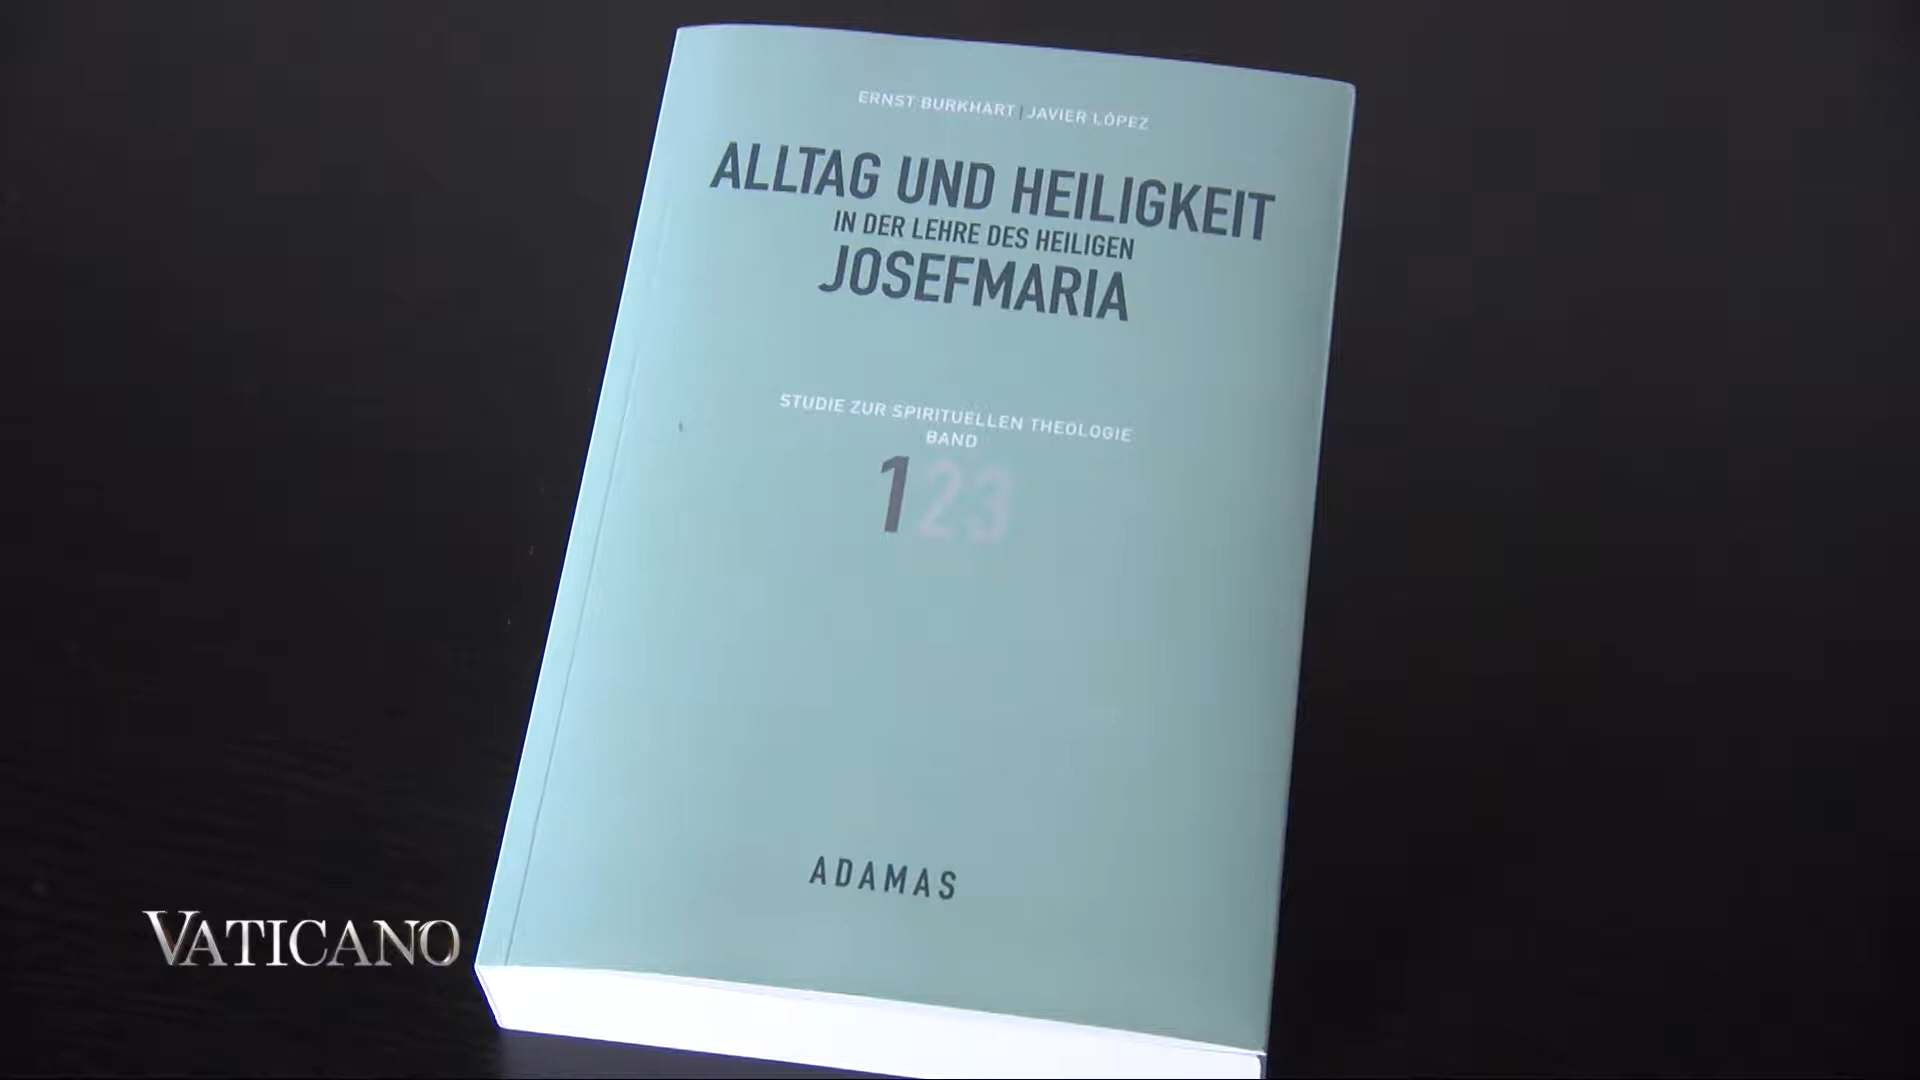 ERNST BURKHART | JAVIER LÓPEZ
ALLTAG UND HEILIGKEIT
IN DER LEHRE DES HEILIGEN
JOSEFMARIA
STUDIE ZUR SPIRITUELLEN THEOLOGIE
BAND
123
ADAMAS
VATICANO